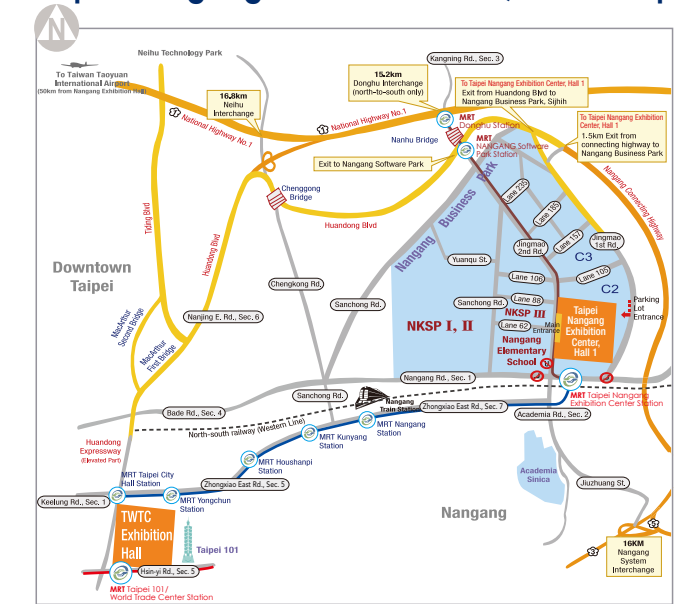 N
Neihu Technology Park
Kangning Rd., Sec. 3
To Taiwan Taoyuan
International Airport
(50km from Nangang Exhibition Hall)
16.8km
Neihu
Interchange
15.2km
Donghu Interchange
(north-to-south only)
To Taipei Nangang Exhibition Center, Hall 1
Exit from Huandong Blvd to
Nangang Business Park, Sijhih
To Taipei Nangang Exhibition
Center, Hall 1
1.5km Exit from
connecting highway to
Nangang Business Park
National Highway No.1
National Highway No.1
MRT
Donghu Station
Nanhu Bridge
MRT
NANGANG Software
Park Station
Exit to Nangang Software Park
Chenggong
Bridge
Huandong Blvd
Tiding Blvd
Huandong Blvd
Nangang Connecting Highway
Nangang Business Park
Lane 235
Lane 185
Lane 157
Jingmao
2nd Rd.
Jingmao
1st Rd.
C3
Yuanqu St.
Lane 106
Lane 105
C2
Downtown
Taipei
Chengkong Rd.
Sanchong Rd.
Sanchong Rd.
Lane 88
NKSP III
Lane 62
Main
Entrance
Taipei
Nangang
Exhibition
Center,
Hall 1
Parking
Lot
Entrance
MacArthur
Second Bridge
MacArthur
First Bridge
Nanjing E. Rd., Sec. 6
NKSP I, II
Nangang
Elementary
School
Nangang Rd., Sec. 1
MRT Taipei Nangang
Exhibition Center Station
Sanchong Rd.
Nangang
Train Station
Zhongxiao East Rd., Sec. 7
Bade Rd., Sec. 4
North-south railway (Western Line)
MRT Nangang
Station
Academia Rd., Sec. 2
MRT Kunyang
Station
Huandong
Expressway
(Elevated Part)
MRT Houshanpi
Station
MRT Taipei City
Hall Station
Zhongxiao East Rd., Sec. 5
Academia
Sinica
Jiuzhuang St.
Keelung Rd., Sec. 1
MRT Yongchun
Station
TWTC
Exhibition
Hall
Taipei 101
Nangang
5
3
16KM
Nangang
System
Interchange
Hsin-yi Rd., Sec. 5
MRT Taipei 101/
World Trade Center Station